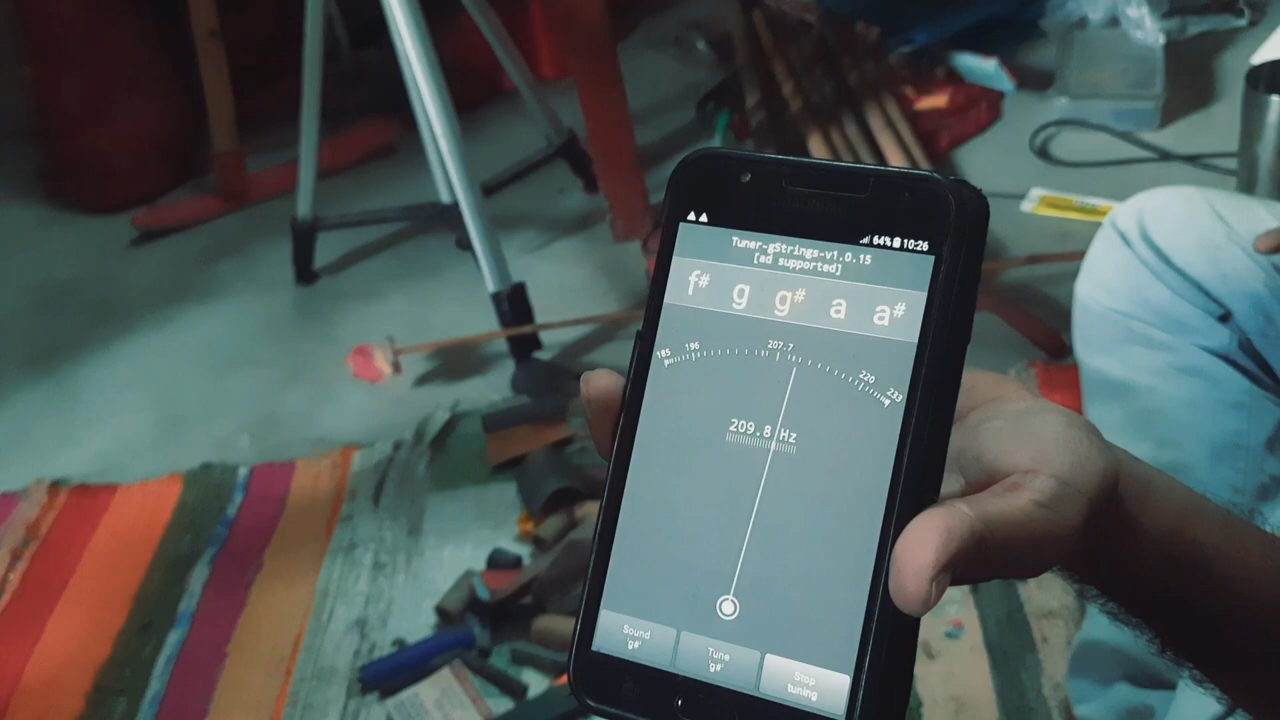 64% 10:26
Tuner-gStrings-v1.0.15
[ad supported]
f# g g# a a#
185 196 207.7 220 233
209.8 Hz
Sound
'g#'
Tune
'g#'
Stop
tuning